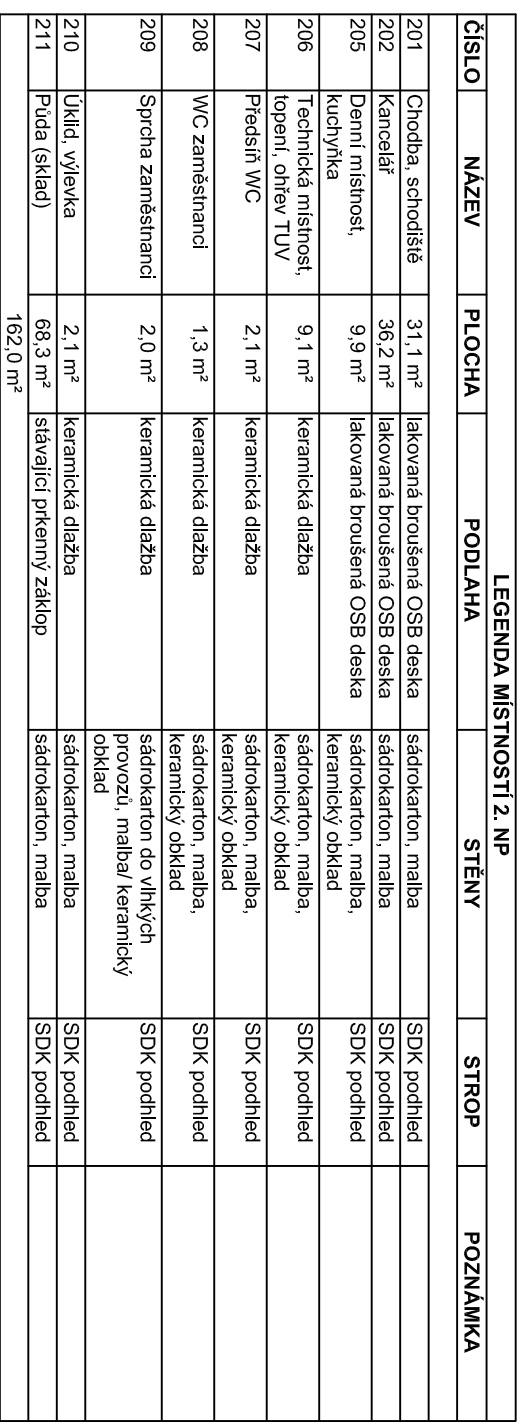 LEGENDA MÍSTNOSTÍ 2. NP
ČÍSLO NÁZEV PLOCHA PODLAHA STĚNY STROP POZNÁMKA
201 Chodba, schodiště 31,1 m² lakovaná broušená OSB deska sádrokarton, malba SDK podhled
202 Kancelář 36,2 m² lakovaná broušená OSB deska sádrokarton, malba SDK podhled
205 Denní místnost, 9,9 m² lakovaná broušená OSB deska sádrokarton, malba, SDK podhled
kuchyňka keramický obklad
206 Technická místnost, 9,1 m² keramická dlažba sádrokarton, malba, SDK podhled
topení, ohřev TUV keramický obklad
207 Předsíň WC 2,1 m² keramická dlažba sádrokarton, malba, SDK podhled
keramický obklad
208 WC zaměstnanci 1,3 m² keramická dlažba sádrokarton, malba, SDK podhled
keramický obklad
209 Sprcha zaměstnanci 2,0 m² keramická dlažba sádrokarton do vlhkých SDK podhled
provozů, malba/ keramický
obklad
210 Úklid, výlevka 2,1 m² keramická dlažba sádrokarton, malba SDK podhled
211 Půda (sklad) 68,3 m² stávající prkenný záklop sádrokarton, malba SDK podhled
162,0 m²